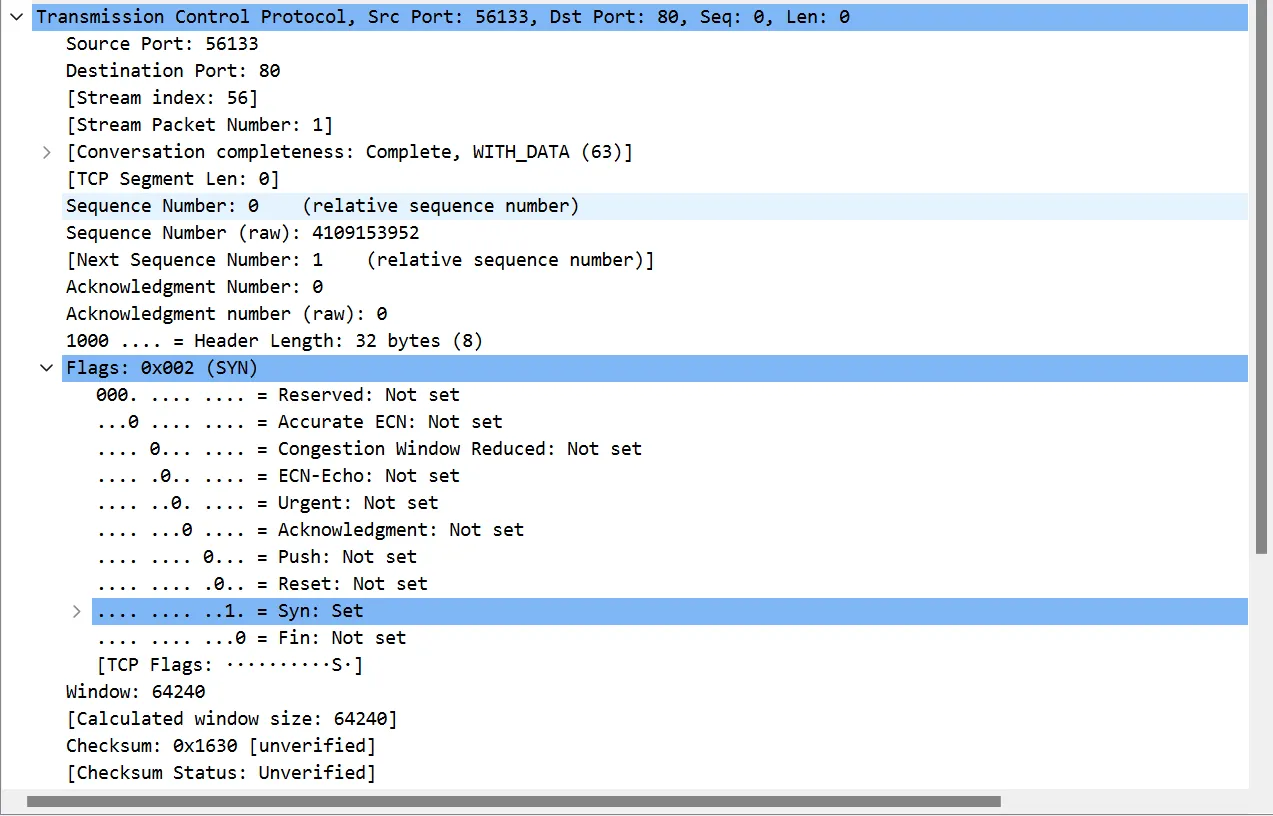 Transmission Control Protocol, Src Port: 56133, Dst Port: 80, Seq: 0, Len: 0
Source Port: 56133
Destination Port: 80
[Stream index: 56]
[Stream Packet Number: 1]
[Conversation completeness: Complete, WITH_DATA (63)]
[TCP Segment Len: 0]
Sequence Number: 0    (relative sequence number)
Sequence Number (raw): 4109153952
[Next Sequence Number: 1    (relative sequence number)]
Acknowledgment Number: 0
Acknowledgment number (raw): 0
1000 .... = Header Length: 32 bytes (8)
Flags: 0x002 (SYN)
000. .... .... = Reserved: Not set
...0 .... .... = Accurate ECN: Not set
.... 0... .... = Congestion Window Reduced: Not set
.... .0.. .... = ECN-Echo: Not set
.... ..0. .... = Urgent: Not set
.... ...0 .... = Acknowledgment: Not set
.... .... 0... = Push: Not set
.... .... .0.. = Reset: Not set
.... .... ..1. = Syn: Set
.... .... ...0 = Fin: Not set
[TCP Flags: ··········S·]
Window: 64240
[Calculated window size: 64240]
Checksum: 0x1630 [unverified]
[Checksum Status: Unverified]